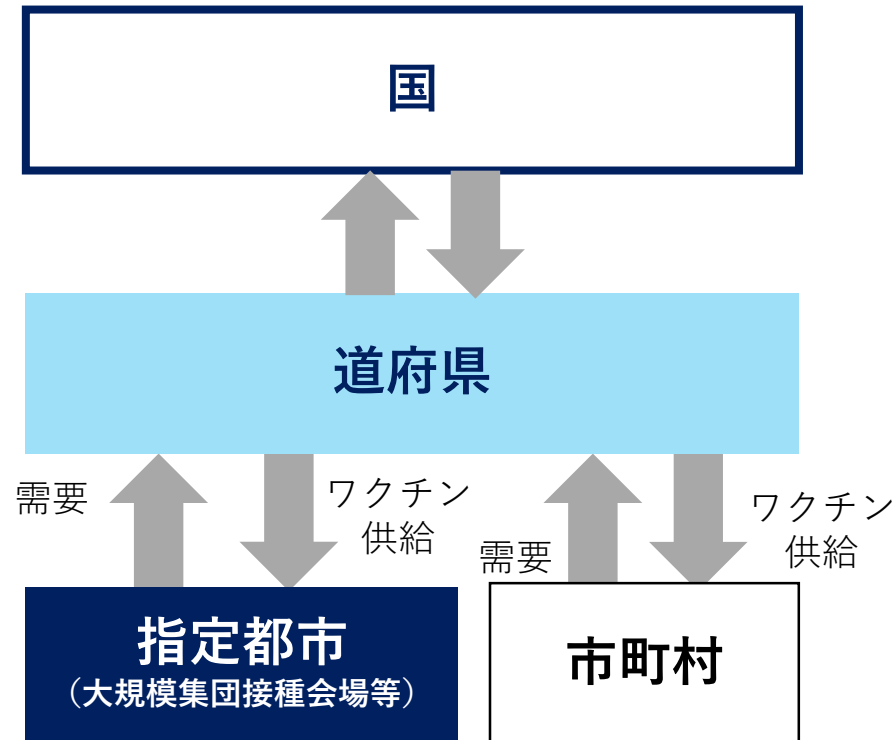 国
道府県
需要
ワクチン
供給
需要
ワクチン
供給
指定都市
（大規模集団接種会場等）
市町村